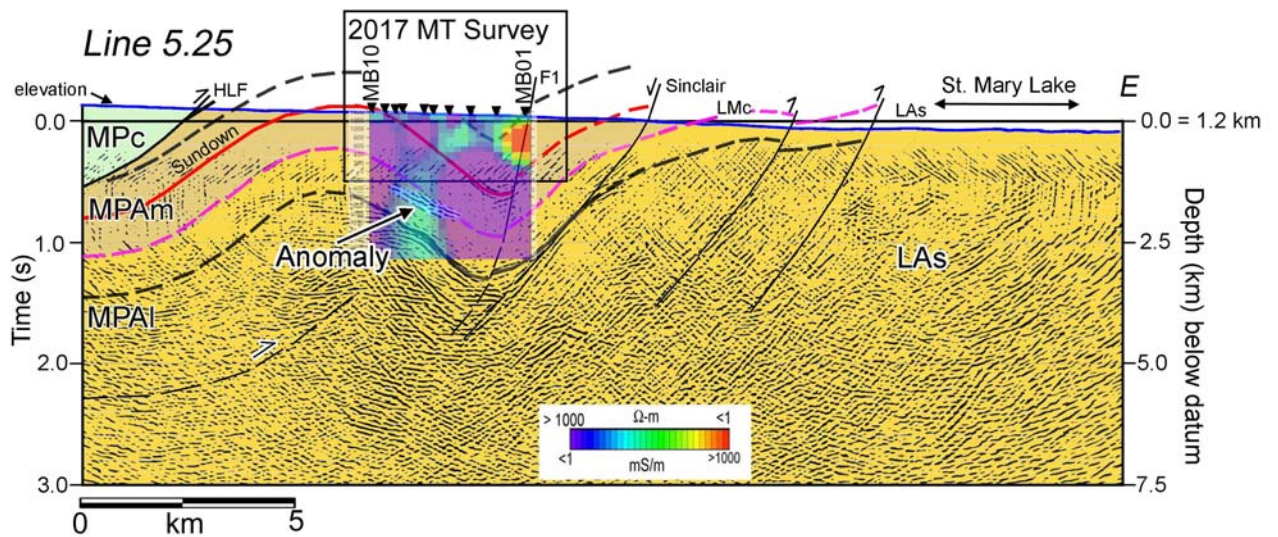 2017 MT Survey
Line 5.25
MB10
MB01
F1
elevation
HLF
Sinclair
LMc
LAs
St. Mary Lake
E
0.0
0.0 = 1.2 km
MPc
Sundown
MPAm
Anomaly
LAs
1.0
2.5
MPAl
Time (s)
Depth (km) below datum
2.0
5.0
> 1000
Ω-m
<1
<1
mS/m
>1000
3.0
7.5
0
km
5